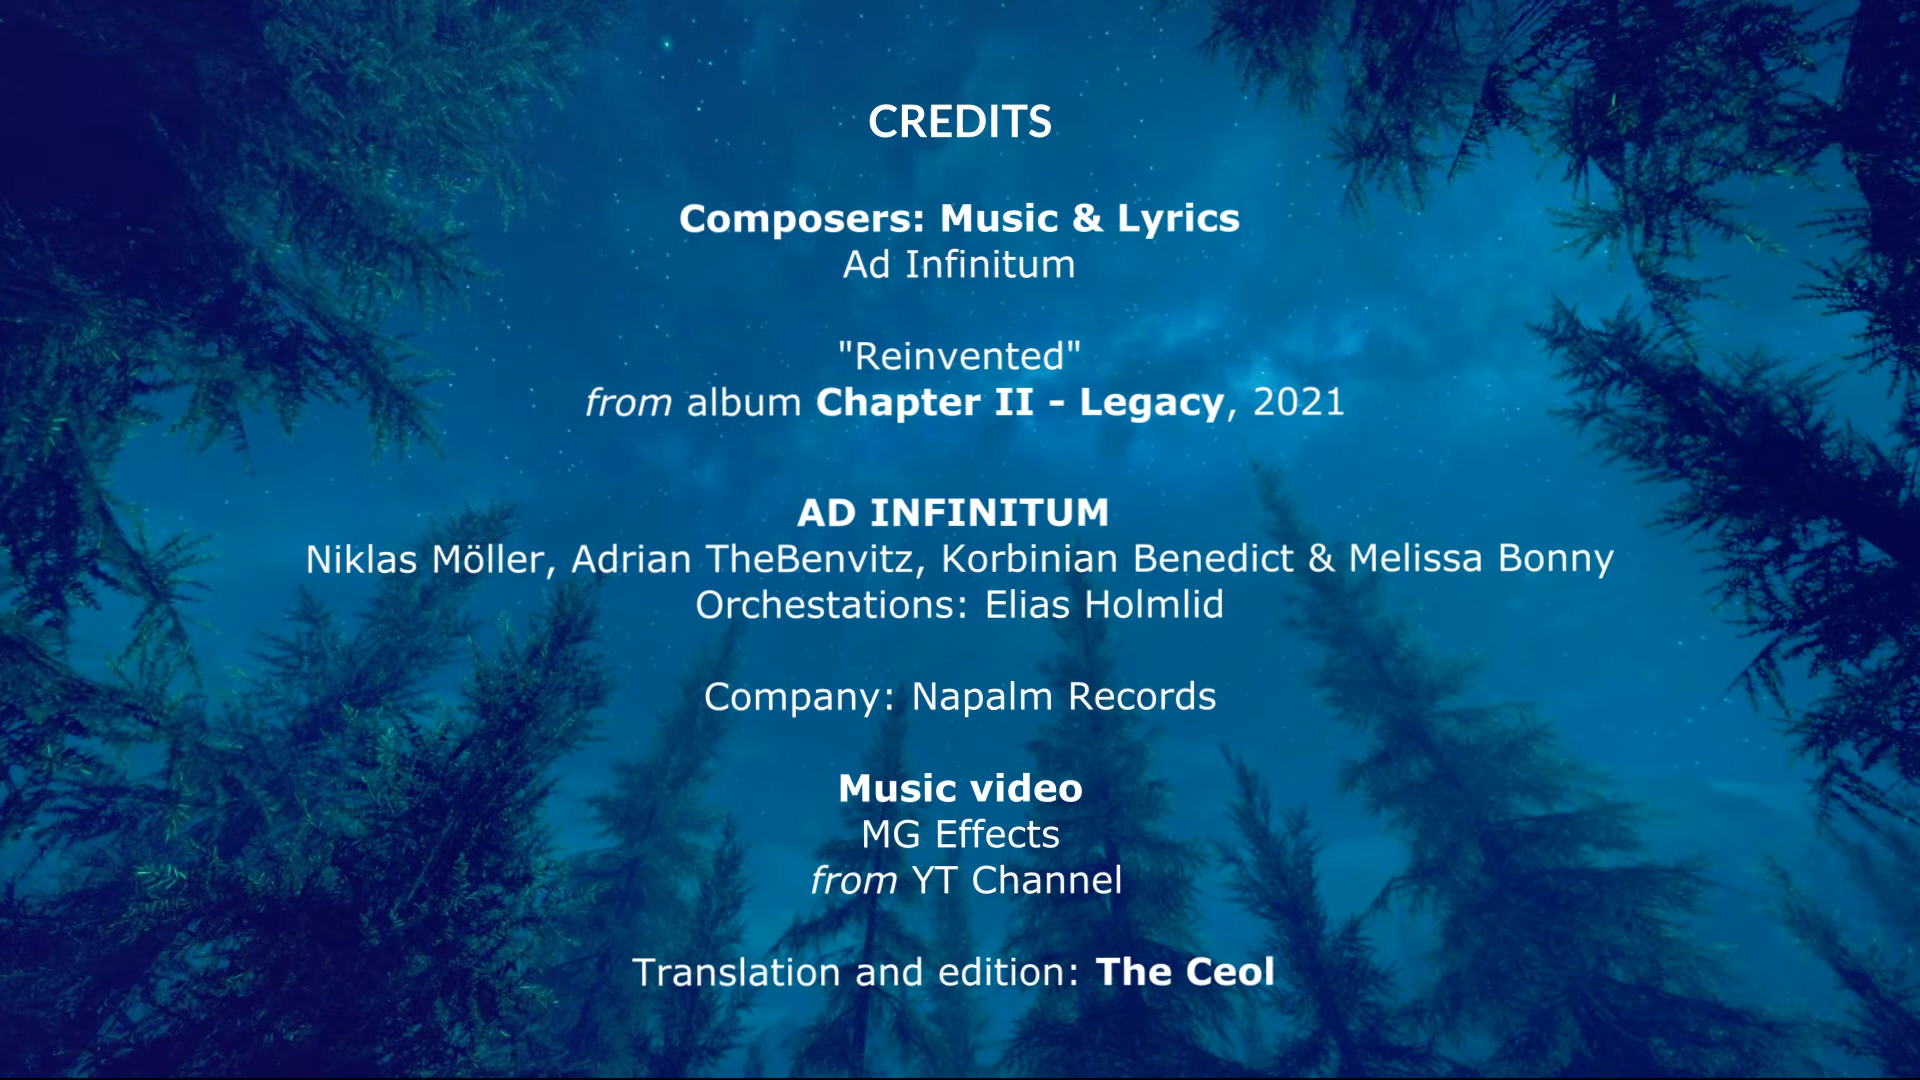 CREDITS
Composers: Music & Lyrics
Ad Infinitum
"Reinvented"
from album Chapter II - Legacy, 2021
AD INFINITUM
Niklas Möller, Adrian TheBenvitz, Korbinian Benedict & Melissa Bonny
Orchestations: Elias Holmlid
Company: Napalm Records
Music video
MG Effects
from YT Channel
Translation and edition: The Ceol